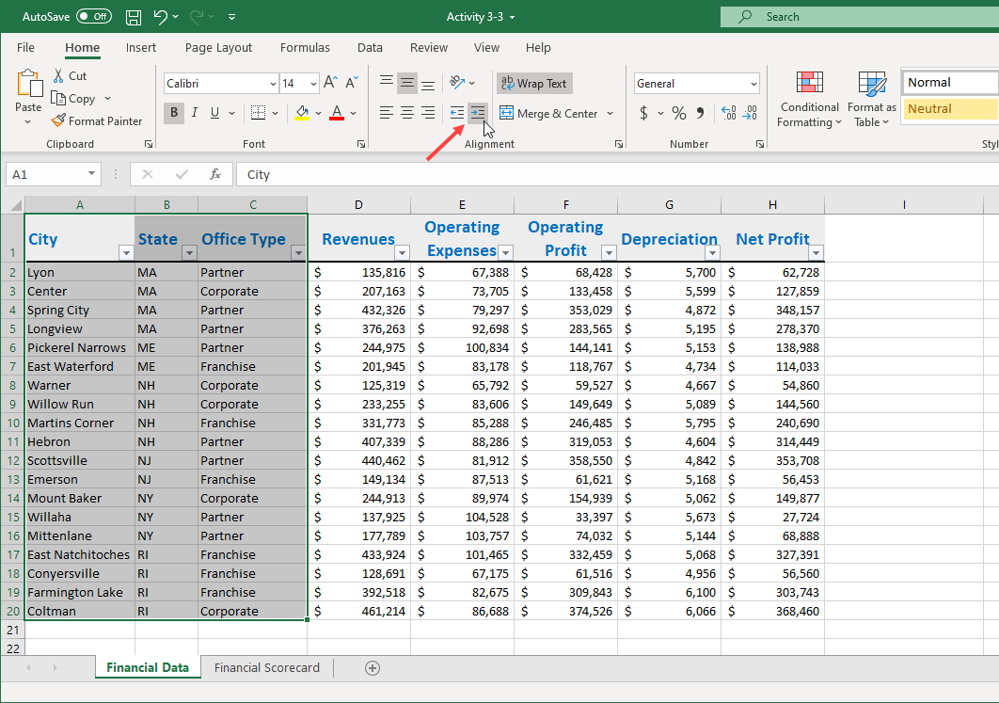 AutoSave Off Activity 3-3 Search
File Home Insert Page Layout Formulas Data Review View Help
Cut Calibri 14 A A ab Wrap Text General Normal
Paste Copy Conditional Format as Neutral
Format Painter B I U A Merge & Center $ % 9 .00 Formatting Table
Clipboard Font Alignment Number Styl
A1 fx City
A B C D E F G H I
1 City State Office Type Revenues Operating Expenses Operating Profit Depreciation Net Profit
2 Lyon MA Partner $ 135,816 $ 67,388 $ 68,428 $ 5,700 $ 62,728
3 Center MA Corporate $ 207,163 $ 73,705 $ 133,458 $ 5,599 $ 127,859
4 Spring City MA Partner $ 432,326 $ 79,297 $ 353,029 $ 4,872 $ 348,157
5 Longview MA Partner $ 376,263 $ 92,698 $ 283,565 $ 5,195 $ 278,370
6 Pickerel Narrows ME Partner $ 244,975 $ 100,834 $ 144,141 $ 5,153 $ 138,988
7 East Waterford ME Franchise $ 201,945 $ 83,178 $ 118,767 $ 4,734 $ 114,033
8 Warner NH Corporate $ 125,319 $ 65,792 $ 59,527 $ 4,667 $ 54,860
9 Willow Run NH Corporate $ 233,255 $ 83,606 $ 149,649 $ 5,089 $ 144,560
10 Martins Corner NH Franchise $ 331,773 $ 85,288 $ 246,485 $ 5,795 $ 240,690
11 Hebron NH Partner $ 407,339 $ 88,286 $ 319,053 $ 4,604 $ 314,449
12 Scottsville NJ Partner $ 440,462 $ 81,912 $ 358,550 $ 4,842 $ 353,708
13 Emerson NJ Franchise $ 149,134 $ 87,513 $ 61,621 $ 5,168 $ 56,453
14 Mount Baker NY Corporate $ 244,913 $ 89,974 $ 154,939 $ 5,062 $ 149,877
15 Willaha NY Partner $ 137,925 $ 104,528 $ 33,397 $ 5,673 $ 27,724
16 Mittenlane NY Partner $ 177,789 $ 103,757 $ 74,032 $ 5,144 $ 68,888
17 East Natchitoches RI Franchise $ 433,924 $ 101,465 $ 332,459 $ 5,068 $ 327,391
18 Conyersville RI Franchise $ 128,691 $ 67,175 $ 61,516 $ 4,956 $ 56,560
19 Farmington Lake RI Franchise $ 392,518 $ 82,675 $ 309,843 $ 6,100 $ 303,743
20 Coltman RI Corporate $ 461,214 $ 86,688 $ 374,526 $ 6,066 $ 368,460
21
22
Financial Data Financial Scorecard